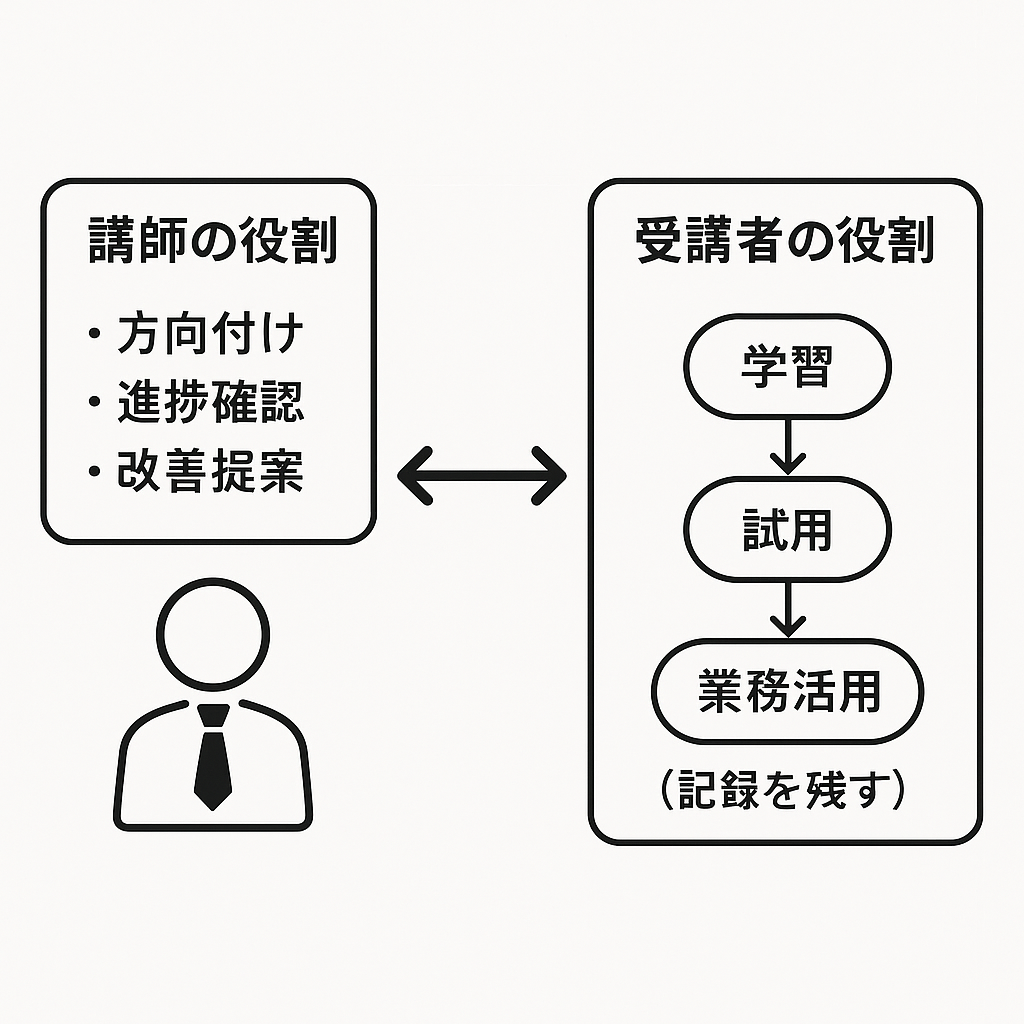 講師の役割
・方向付け
・進捗確認
・改善提案
受講者の役割
学習
試用
業務活用
（記録を残す）